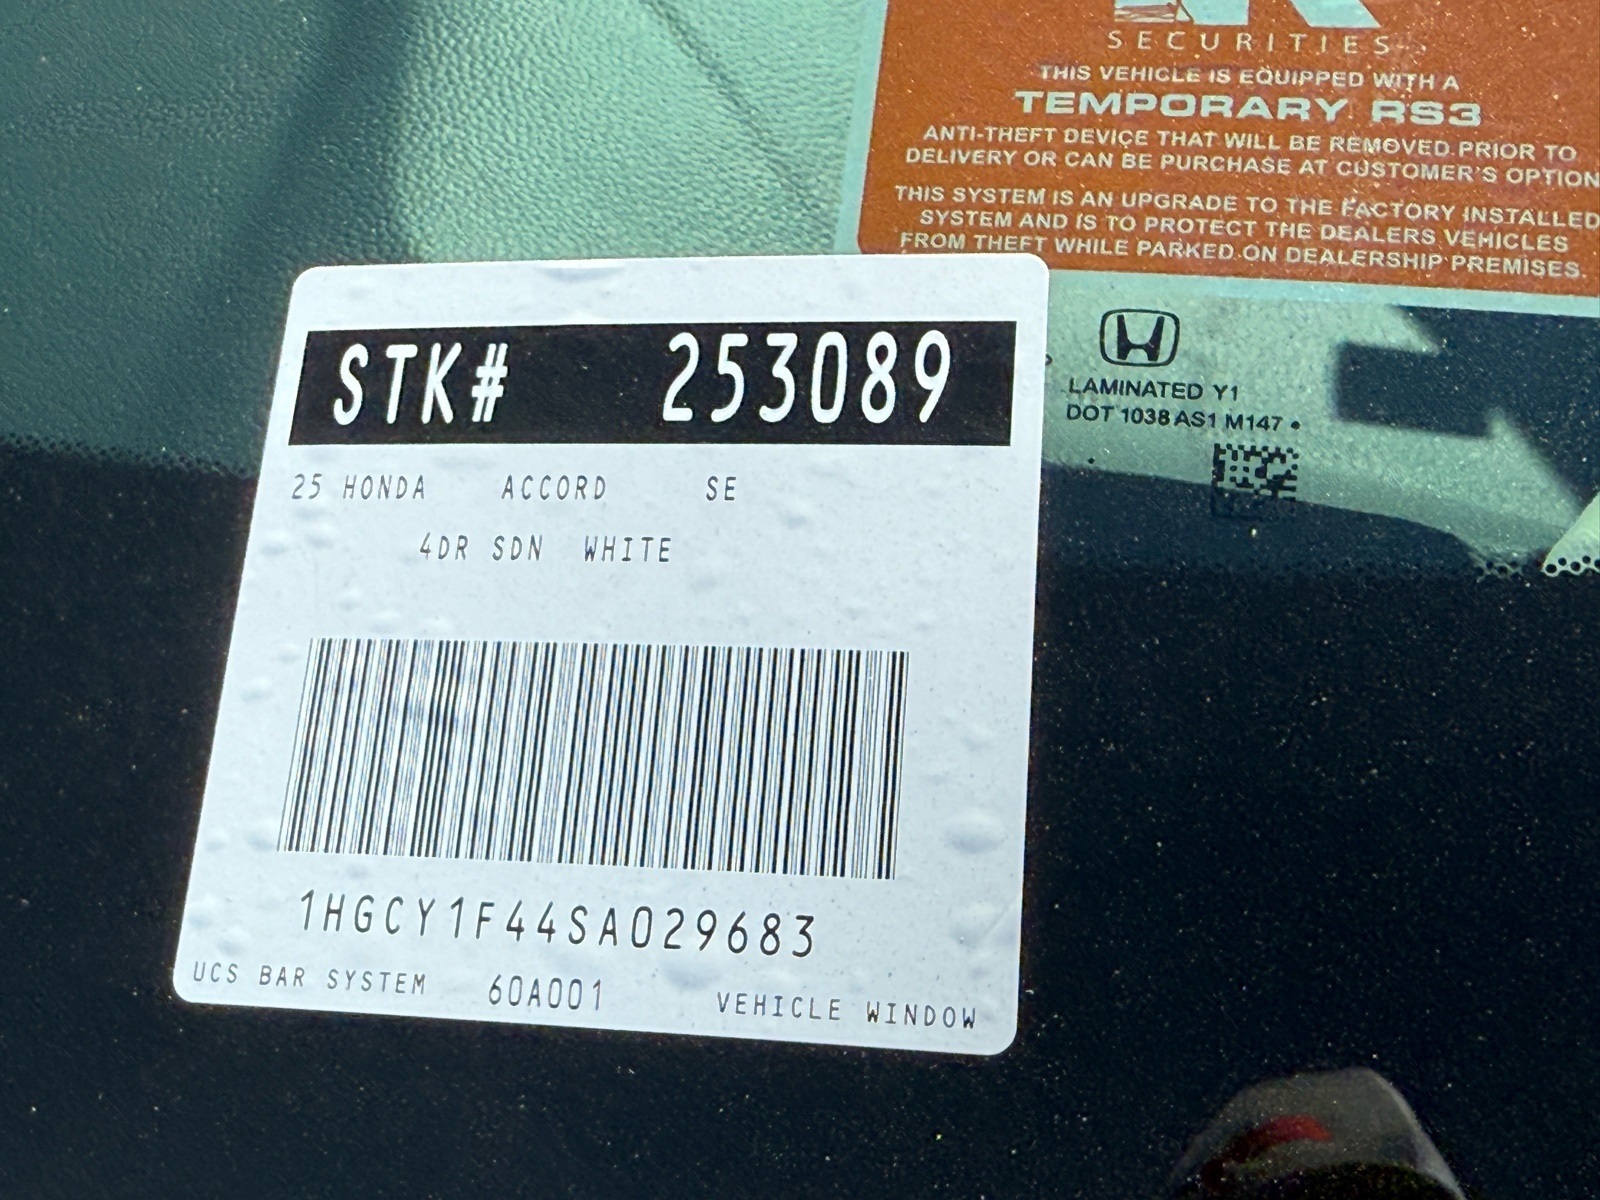 SECURITIES
THIS VEHICLE IS EQUIPPED WITH A
TEMPORARY RS3
ANTI-THEFT DEVICE THAT WILL BE REMOVED PRIOR TO
DELIVERY OR CAN BE PURCHASE AT CUSTOMER'S OPTION
THIS SYSTEM IS AN UPGRADE TO THE FACTORY INSTALLED
SYSTEM AND IS TO PROTECT THE DEALERS VEHICLES
FROM THEFT WHILE PARKED ON DEALERSHIP PREMISES.
STK# 253089
25 HONDA ACCORD SE
4DR SDN WHITE
1HGCY1F44SA029683
UCS BAR SYSTEM 60A001 VEHICLE WINDOW
LAMINATED Y1
DOT 1038 AS1 M147 •